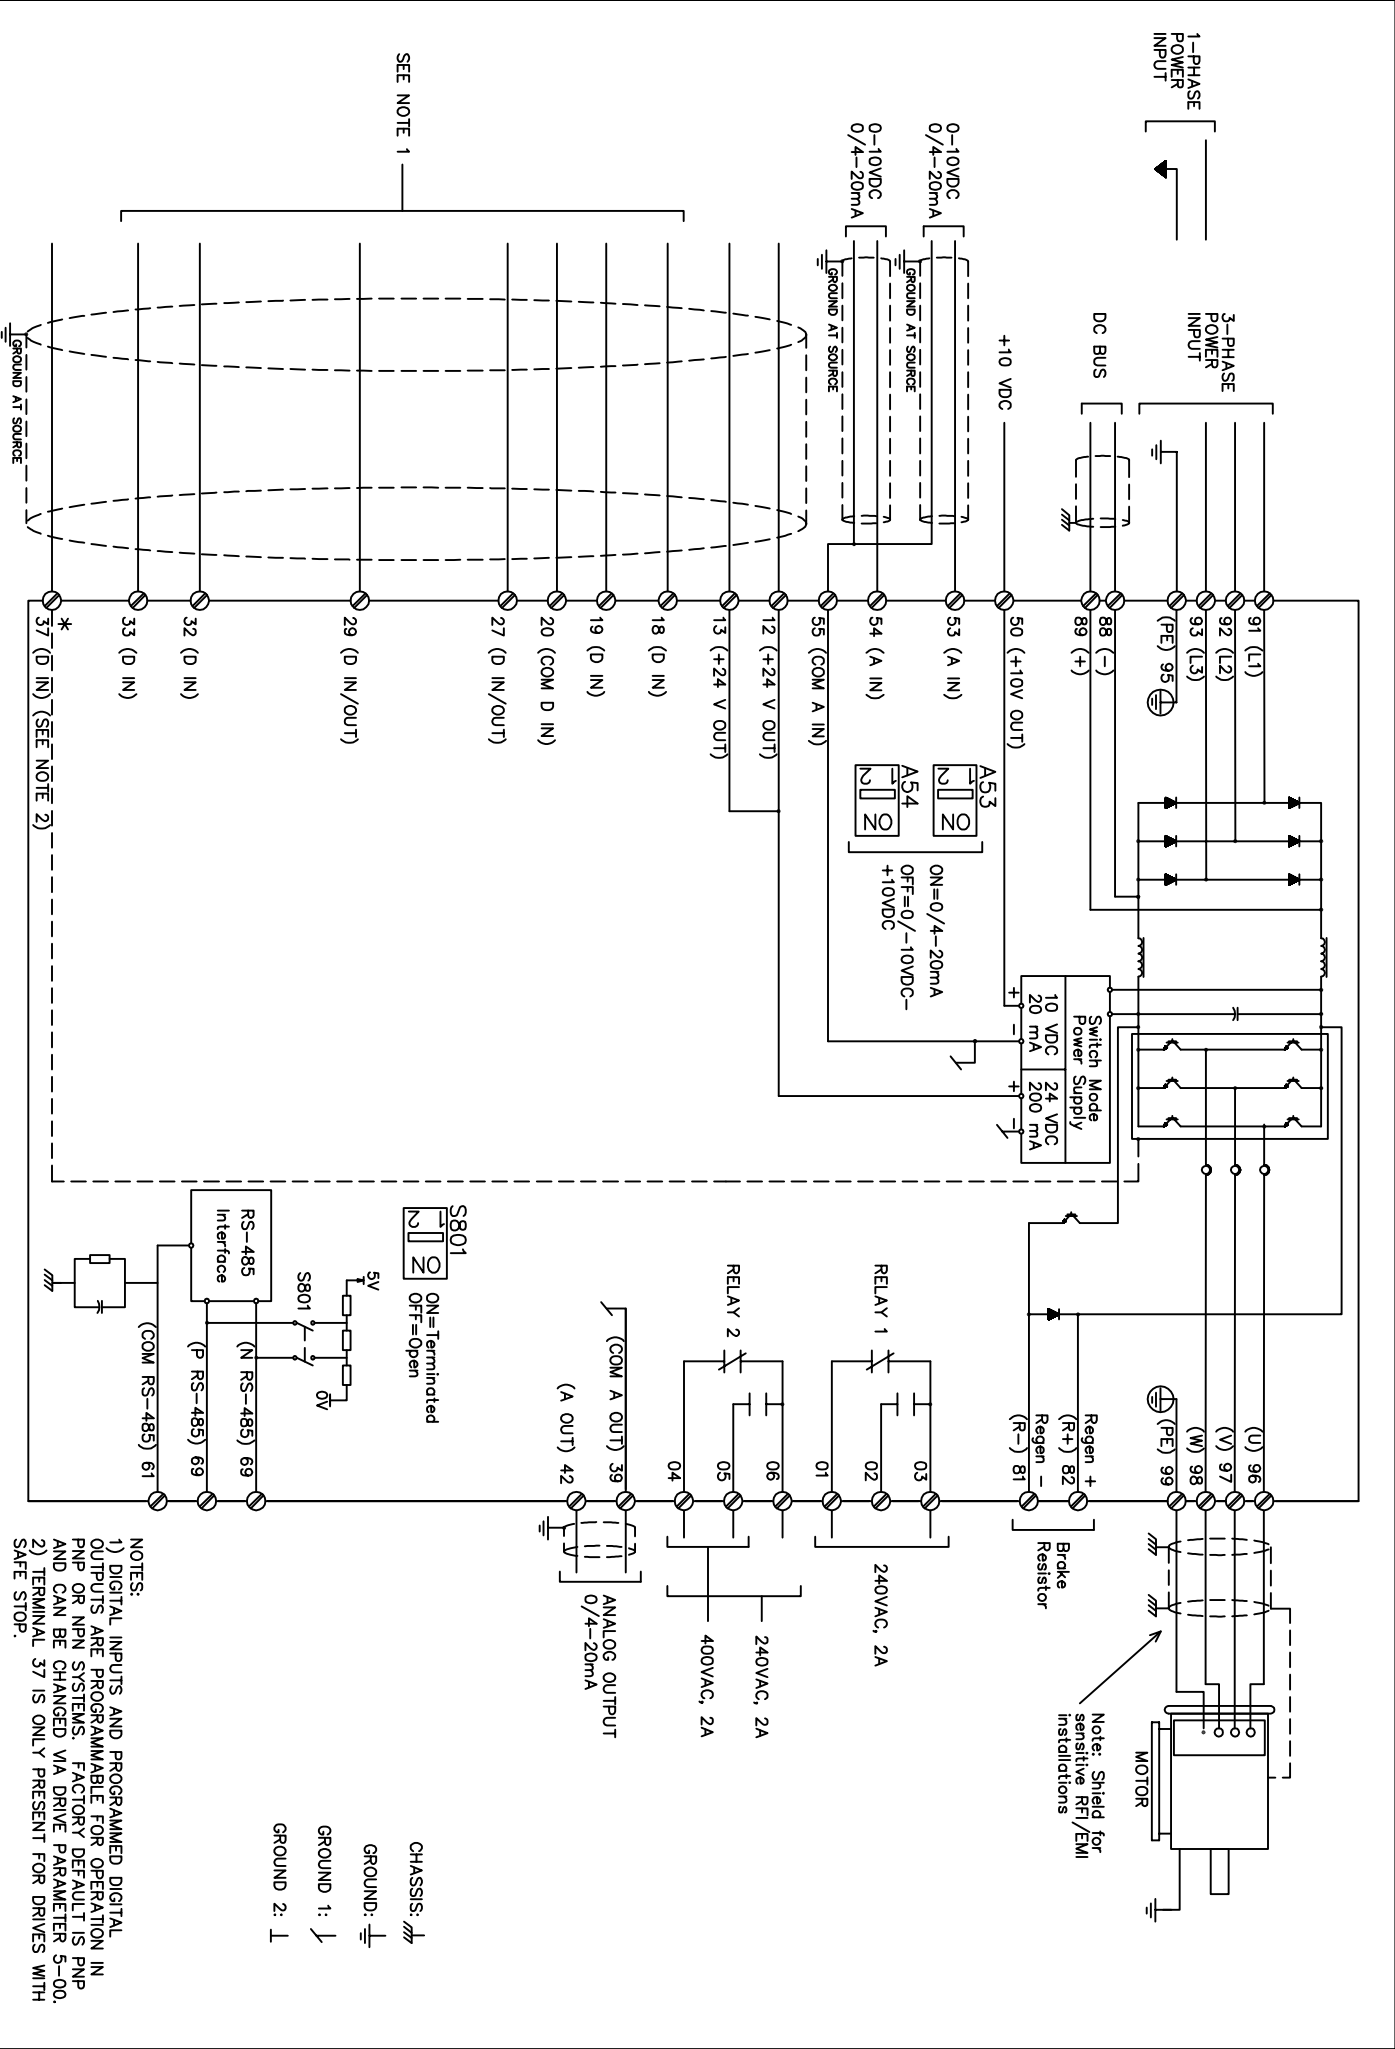 1-PHASE
POWER
INPUT
3-PHASE
POWER
INPUT
91 (L1)
92 (L2)
93 (L3)
(PE) 95
DC BUS
88 (-)
89 (+)
+10 VDC
50 (+10V OUT)
0-10VDC
0/4-20mA
GROUND AT SOURCE
53 (A IN)
0-10VDC
0/4-20mA
GROUND AT SOURCE
54 (A IN)
55 (COM A IN)
12 (+24 V OUT)
13 (+24 V OUT)
18 (D IN)
19 (D IN)
20 (COM D IN)
27 (D IN/OUT)
29 (D IN/OUT)
32 (D IN)
33 (D IN)
*
37 (D IN) (SEE NOTE 2)
SEE NOTE 1
GROUND AT SOURCE
A53
1
2
ON
A54
1
2
ON
ON=0/4-20mA
OFF=0/-10VDC-
+10VDC
Switch Mode
Power Supply
10 VDC
20 mA
24 VDC
200 mA
+
-
+
-
(U) 96
(V) 97
(W) 98
(PE) 99
Regen +
(R+) 82
Regen -
(R-) 81
Brake
Resistor
MOTOR
Note: Shield for
sensitive RFI/EMI
installations
RELAY 1
03
02
01
240VAC, 2A
RELAY 2
06
05
04
240VAC, 2A
400VAC, 2A
(COM A OUT) 39
(A OUT) 42
ANALOG OUTPUT
0/4-20mA
S801
1
2
ON
ON=Terminated
OFF=Open
5V
S801
0V
RS-485
Interface
(N RS-485) 69
(P RS-485) 69
(COM RS-485) 61
CHASSIS:
GROUND:
GROUND 1:
GROUND 2:
NOTES:
1) DIGITAL INPUTS AND PROGRAMMED DIGITAL
OUTPUTS ARE PROGRAMMABLE FOR OPERATION IN
PNP OR NPN SYSTEMS. FACTORY DEFAULT IS PNP
AND CAN BE CHANGED VIA DRIVE PARAMETER 5-00.
2) TERMINAL 37 IS ONLY PRESENT FOR DRIVES WITH
SAFE STOP.